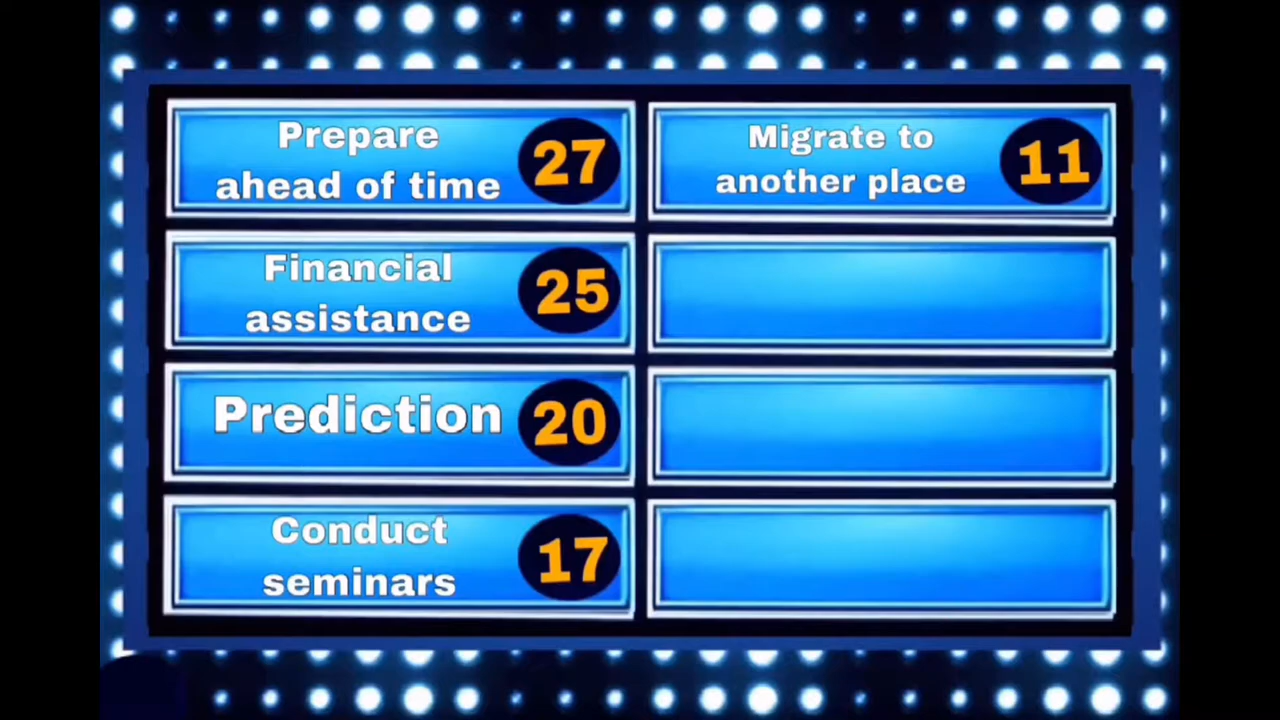 Prepare
ahead of time
27
Financial
assistance
25
Prediction
20
Conduct
seminars
17
Migrate to
another place
11